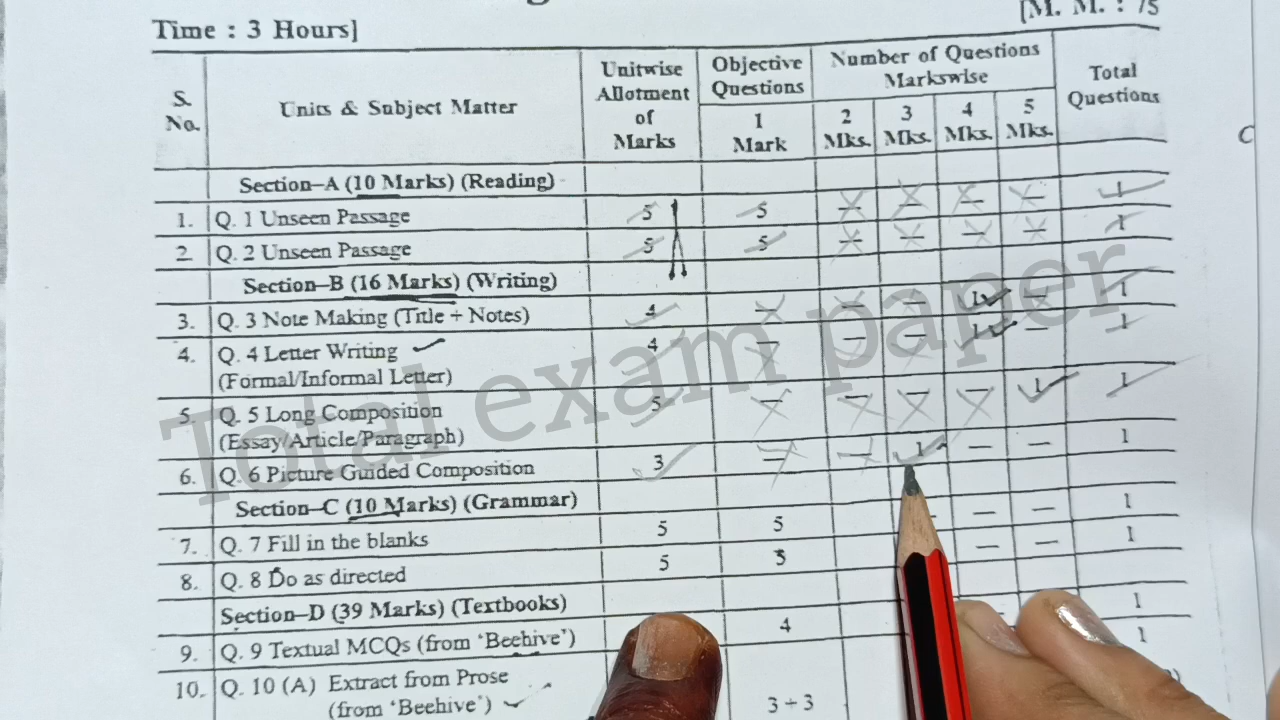 [M. M. : 75
Time : 3 Hours]
S. No. Units & Subject Matter Unitwise Allotment of Marks Objective Questions 1 Mark Number of Questions Markswise 2 Mks. 3 Mks. 4 Mks. 5 Mks. Total Questions
Section–A (10 Marks) (Reading) 1
1. Q. 1 Unseen Passage 5 5 — — — — 1
2. Q. 2 Unseen Passage 5 5 — — — —
Section–B (16 Marks) (Writing)
3. Q. 3 Note Making (Title + Notes) 4 — — — 1 — 1
4. Q. 4 Letter Writing 4 — — — 1 — 1
(Formal/Informal Letter)
5. Q. 5 Long Composition 5 — — — — 1 1
(Essay/Article/Paragraph)
6. Q. 6 Picture Guided Composition 3 — — 1 — — 1
Section–C (10 Marks) (Grammar)
7. Q. 7 Fill in the blanks 5 5 — — — 1
8. Q. 8 Do as directed 5 5 — — 1
Section–D (39 Marks) (Textbooks)
9. Q. 9 Textual MCQs (from ‘Beehive’) 4 1
10. Q. 10 (A) Extract from Prose 3 + 3 1
(from ‘Beehive’)
C
Total exam paper